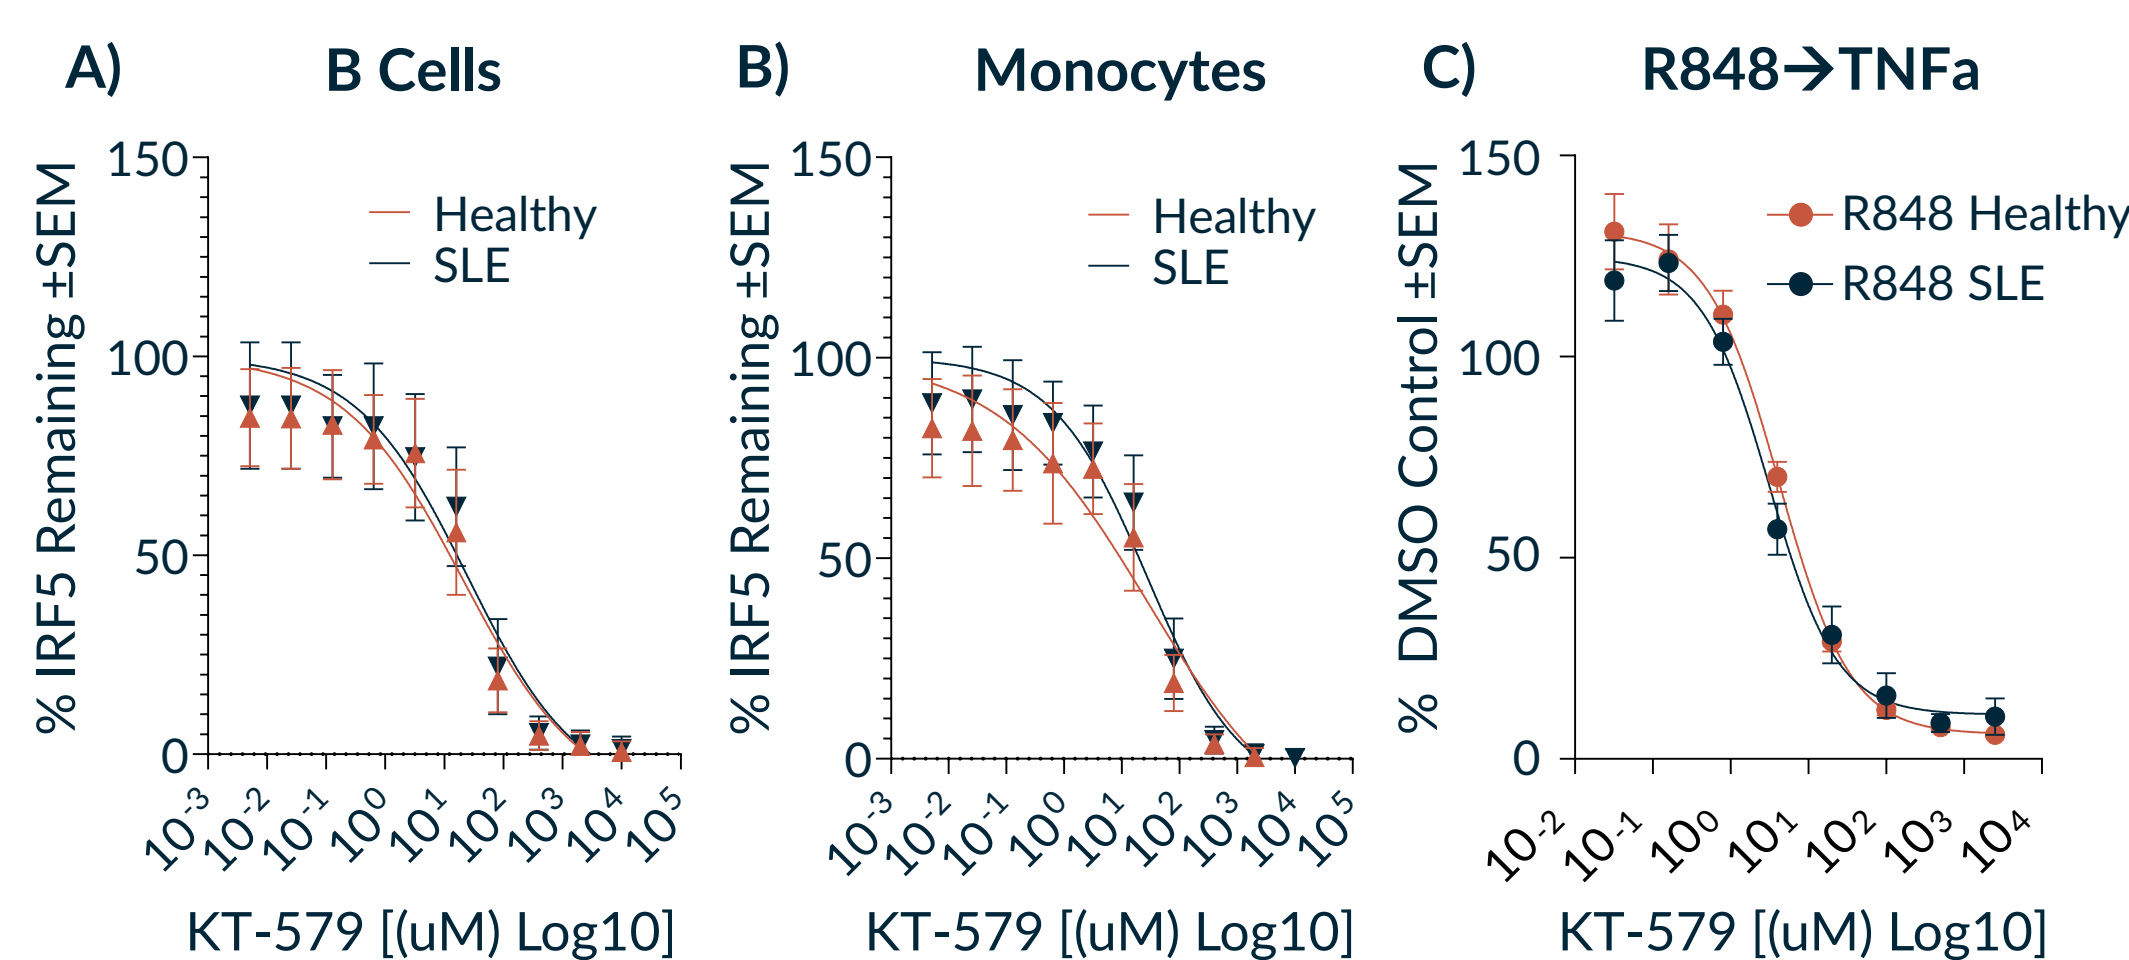 A) B Cells
% IRF5 Remaining ±SEM
150
100
50
0
Healthy
SLE
10⁻³ 10⁻² 10⁻¹ 10⁰ 10¹ 10² 10³ 10⁴ 10⁵
KT-579 [(uM) Log10]
B) Monocytes
% IRF5 Remaining ±SEM
150
100
50
0
Healthy
SLE
10⁻³ 10⁻² 10⁻¹ 10⁰ 10¹ 10² 10³ 10⁴ 10⁵
KT-579 [(uM) Log10]
C) R848→TNFa
% DMSO Control ±SEM
150
100
50
0
R848 Healthy
R848 SLE
10⁻² 10⁻¹ 10⁰ 10¹ 10² 10³ 10⁴
KT-579 [(uM) Log10]